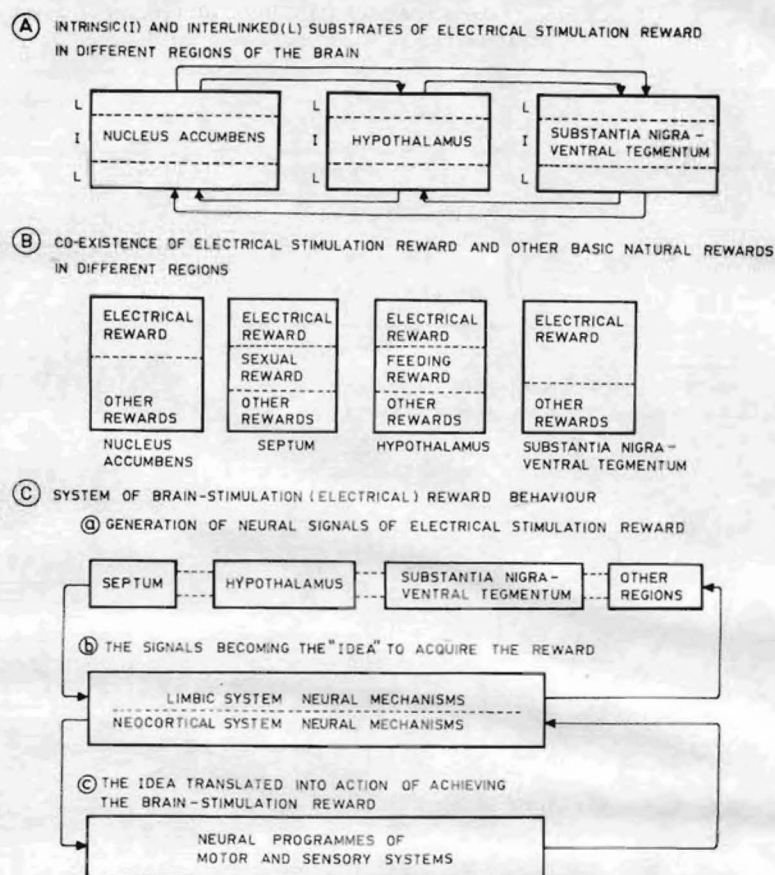 Ⓐ INTRINSIC(I) AND INTERLINKED(L) SUBSTRATES OF ELECTRICAL STIMULATION REWARD
IN DIFFERENT REGIONS OF THE BRAIN
L L L
I NUCLEUS ACCUMBENS I HYPOTHALAMUS I SUBSTANTIA NIGRA-
VENTRAL TEGMENTUM
L L L
Ⓑ CO-EXISTENCE OF ELECTRICAL STIMULATION REWARD AND OTHER BASIC NATURAL REWARDS
IN DIFFERENT REGIONS
ELECTRICAL
REWARD
OTHER
REWARDS
NUCLEUS
ACCUMBENS
ELECTRICAL
REWARD
SEXUAL
REWARD
OTHER
REWARDS
SEPTUM
ELECTRICAL
REWARD
FEEDING
REWARD
OTHER
REWARDS
HYPOTHALAMUS
ELECTRICAL
REWARD
OTHER
REWARDS
SUBSTANTIA NIGRA-
VENTRAL TEGMENTUM
Ⓒ SYSTEM OF BRAIN-STIMULATION (ELECTRICAL) REWARD BEHAVIOUR
ⓐ GENERATION OF NEURAL SIGNALS OF ELECTRICAL STIMULATION REWARD
SEPTUM
HYPOTHALAMUS
SUBSTANTIA NIGRA-
VENTRAL TEGMENTUM
OTHER
REGIONS
ⓑ THE SIGNALS BECOMING THE "IDEA" TO ACQUIRE THE REWARD
LIMBIC SYSTEM NEURAL MECHANISMS
NEOCORTICAL SYSTEM NEURAL MECHANISMS
ⓒ THE IDEA TRANSLATED INTO ACTION OF ACHIEVING
THE BRAIN-STIMULATION REWARD
NEURAL PROGRAMMES OF
MOTOR AND SENSORY SYSTEMS